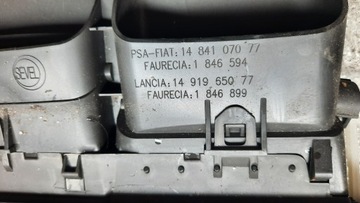 SEVEL
PSA-FIAT: 14 841 070 77
FAURECIA: 1 846 594
LANCIA: 14 919 650 77
FAURECIA: 1 846 899